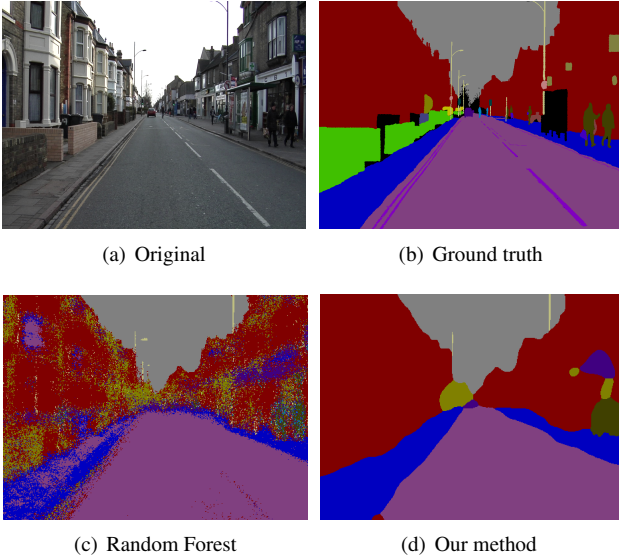 (a) Original
(b) Ground truth
(c) Random Forest
(d) Our method